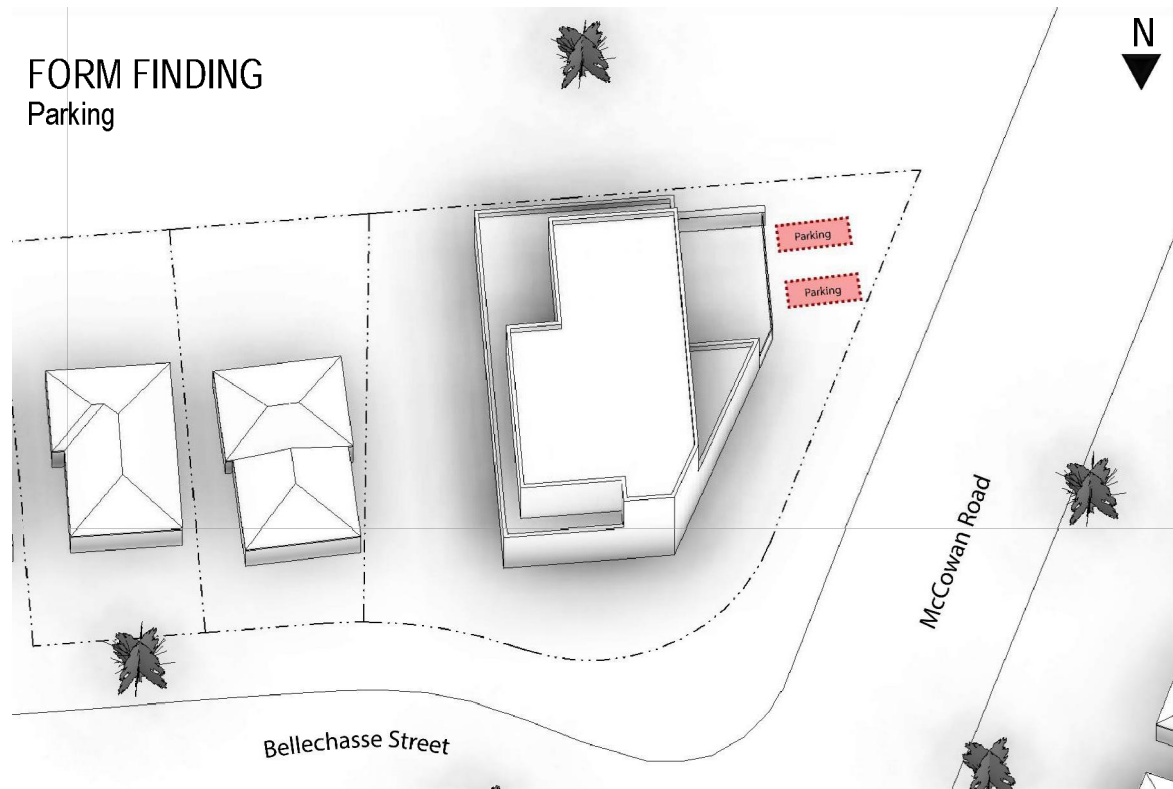 FORM FINDING
Parking
N
Parking
Parking
McCowan Road
Bellechasse Street